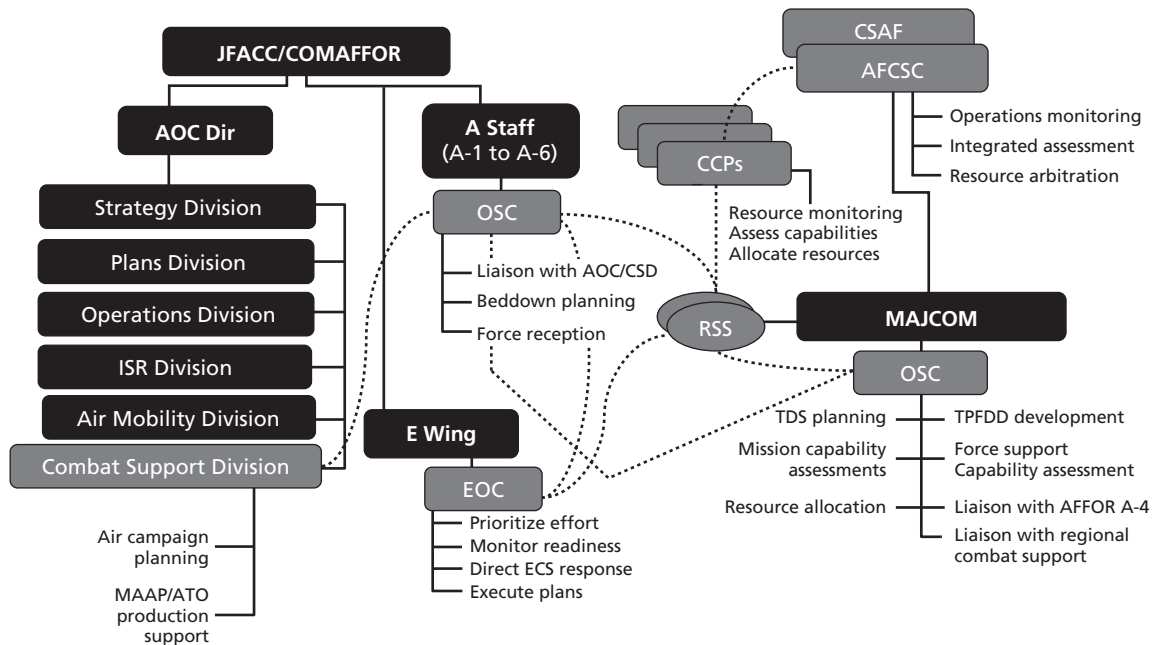 JFACC/COMAFFOR
AOC Dir
Strategy Division
Plans Division
Operations Division
ISR Division
Air Mobility Division
Combat Support Division
Air campaign
planning
MAAP/ATO
production
support
A Staff
(A-1 to A-6)
OSC
Liaison with AOC/CSD
Beddown planning
Force reception
E Wing
EOC
Prioritize effort
Monitor readiness
Direct ECS response
Execute plans
CSAF
AFCSC
Operations monitoring
Integrated assessment
Resource arbitration
CCPs
Resource monitoring
Assess capabilities
Allocate resources
RSS
MAJCOM
OSC
TDS planning
Mission capability
assessments
Resource allocation
TPFDD development
Force support
Capability assessment
Liaison with AFFOR A-4
Liaison with regional
combat support